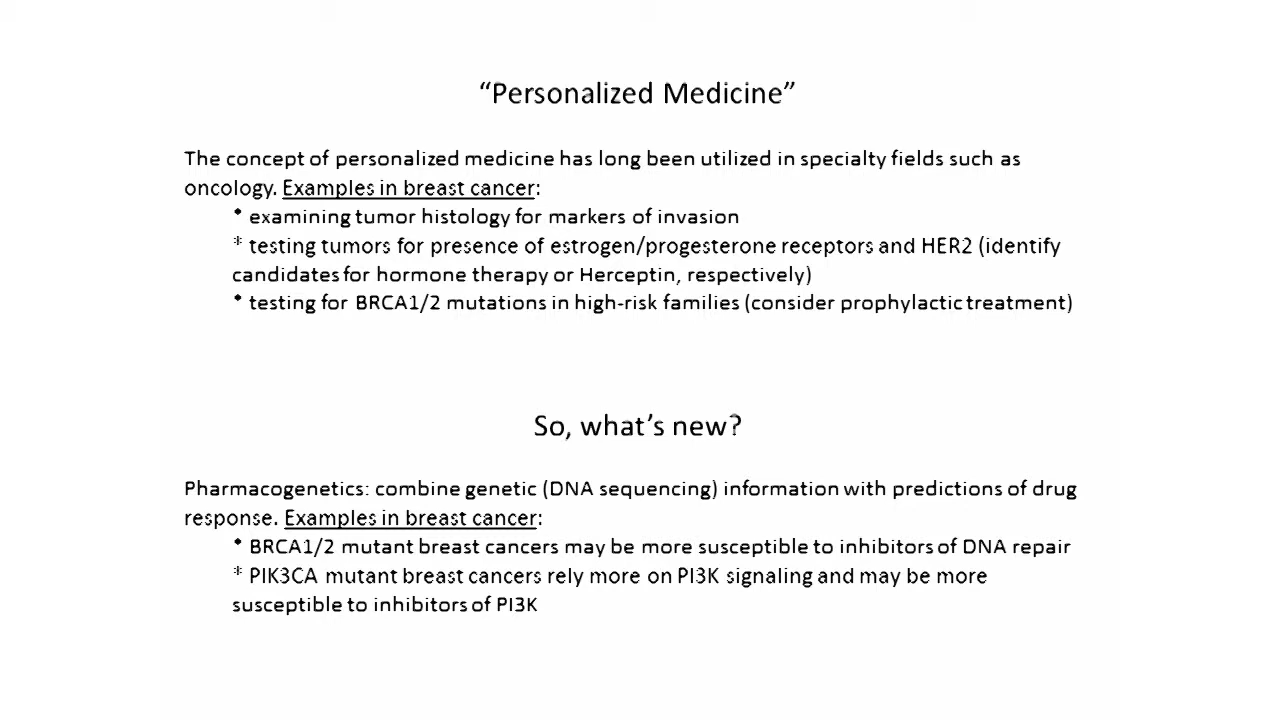 “Personalized Medicine”
The concept of personalized medicine has long been utilized in specialty fields such as
oncology. Examples in breast cancer:
* examining tumor histology for markers of invasion
* testing tumors for presence of estrogen/progesterone receptors and HER2 (identify
candidates for hormone therapy or Herceptin, respectively)
* testing for BRCA1/2 mutations in high-risk families (consider prophylactic treatment)
So, what’s new?
Pharmacogenetics: combine genetic (DNA sequencing) information with predictions of drug
response. Examples in breast cancer:
* BRCA1/2 mutant breast cancers may be more susceptible to inhibitors of DNA repair
* PIK3CA mutant breast cancers rely more on PI3K signaling and may be more
susceptible to inhibitors of PI3K